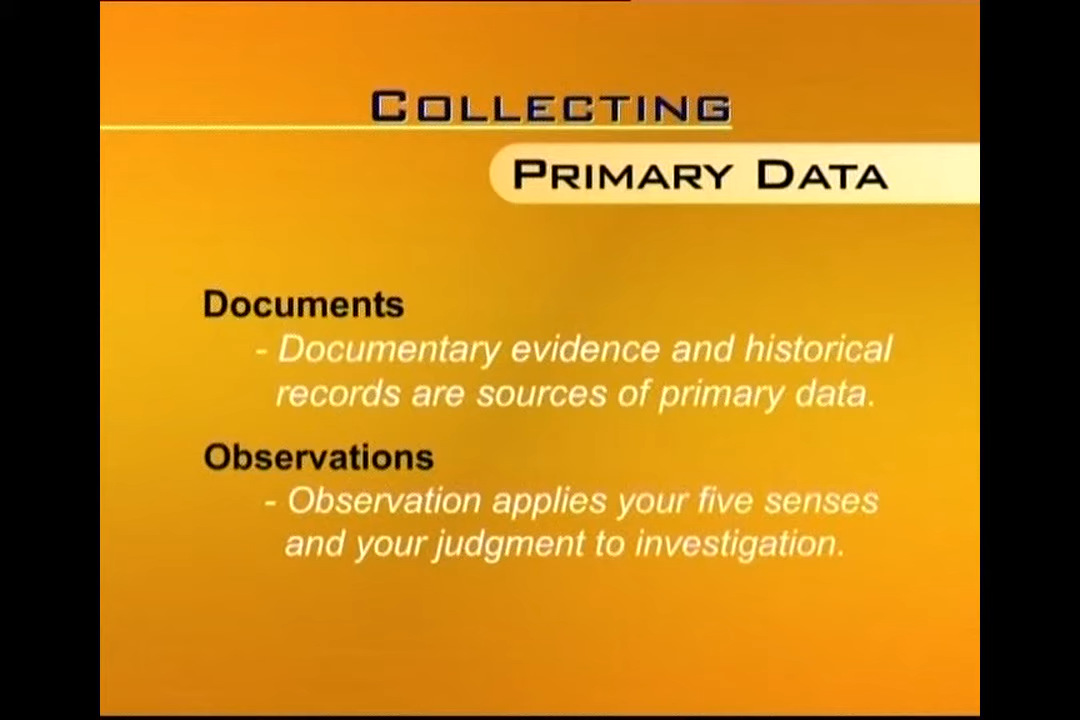 COLLECTING
PRIMARY DATA
Documents
- Documentary evidence and historical
records are sources of primary data.
Observations
- Observation applies your five senses
and your judgment to investigation.